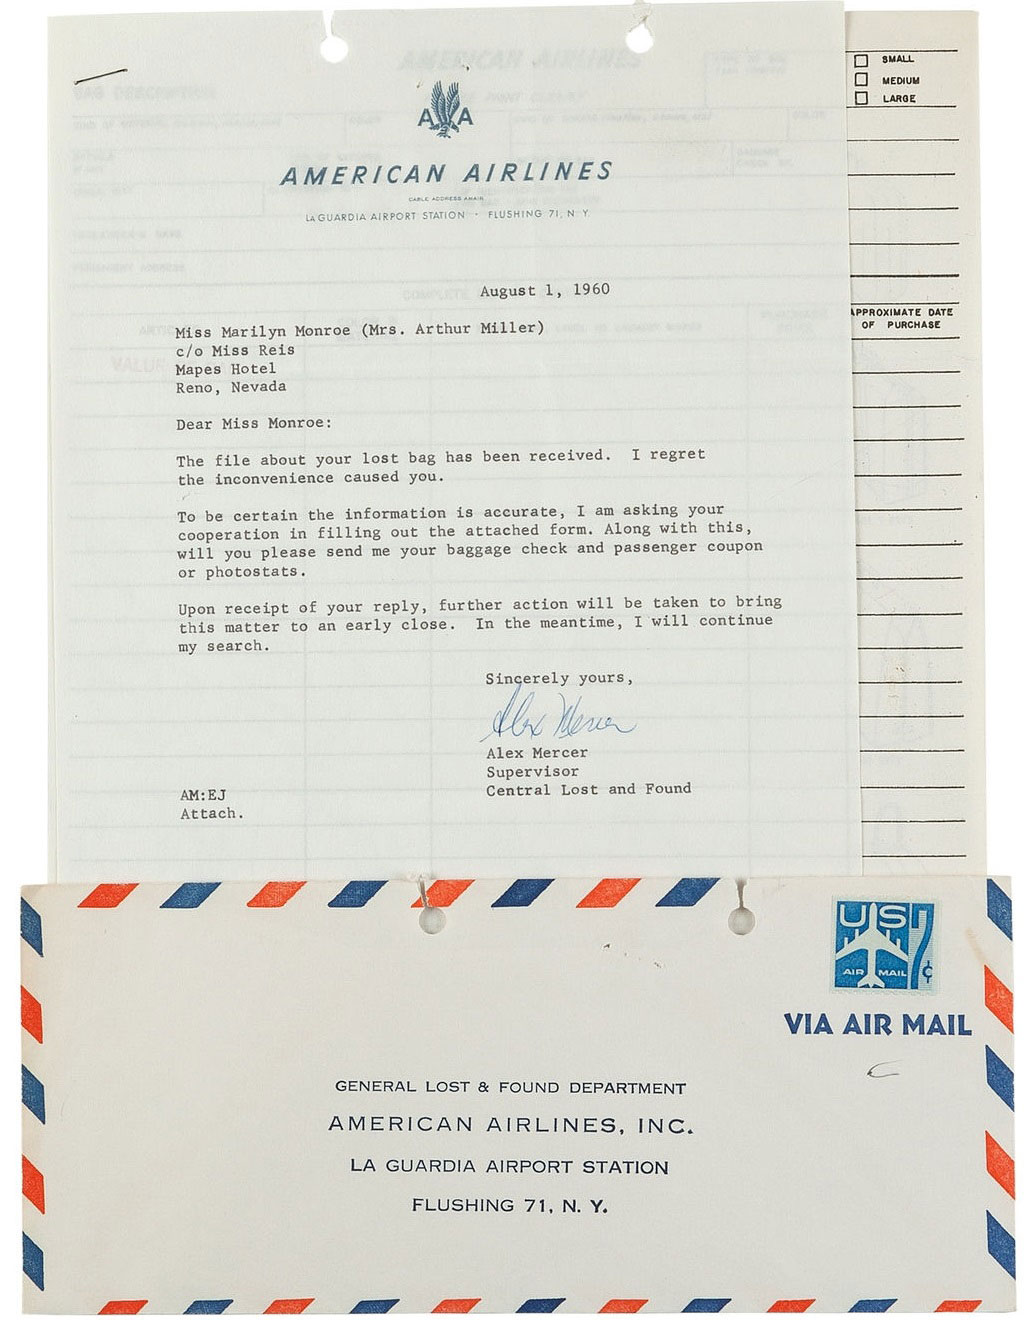 AA
AMERICAN AIRLINES
CABLE ADDRESS AMAIR
LA GUARDIA AIRPORT STATION · FLUSHING 71, N. Y.
August 1, 1960
Miss Marilyn Monroe (Mrs. Arthur Miller)
c/o Miss Reis
Mapes Hotel
Reno, Nevada
Dear Miss Monroe:
The file about your lost bag has been received. I regret
the inconvenience caused you.
To be certain the information is accurate, I am asking your
cooperation in filling out the attached form. Along with this,
will you please send me your baggage check and passenger coupon
or photostats.
Upon receipt of your reply, further action will be taken to bring
this matter to an early close. In the meantime, I will continue
my search.
Sincerely yours,
Alex Mercer
Alex Mercer
Supervisor
Central Lost and Found
AM:EJ
Attach.
SMALL
MEDIUM
LARGE
APPROXIMATE DATE
OF PURCHASE
US 7¢
AIR MAIL
VIA AIR MAIL
GENERAL LOST & FOUND DEPARTMENT
AMERICAN AIRLINES, INC.
LA GUARDIA AIRPORT STATION
FLUSHING 71, N. Y.